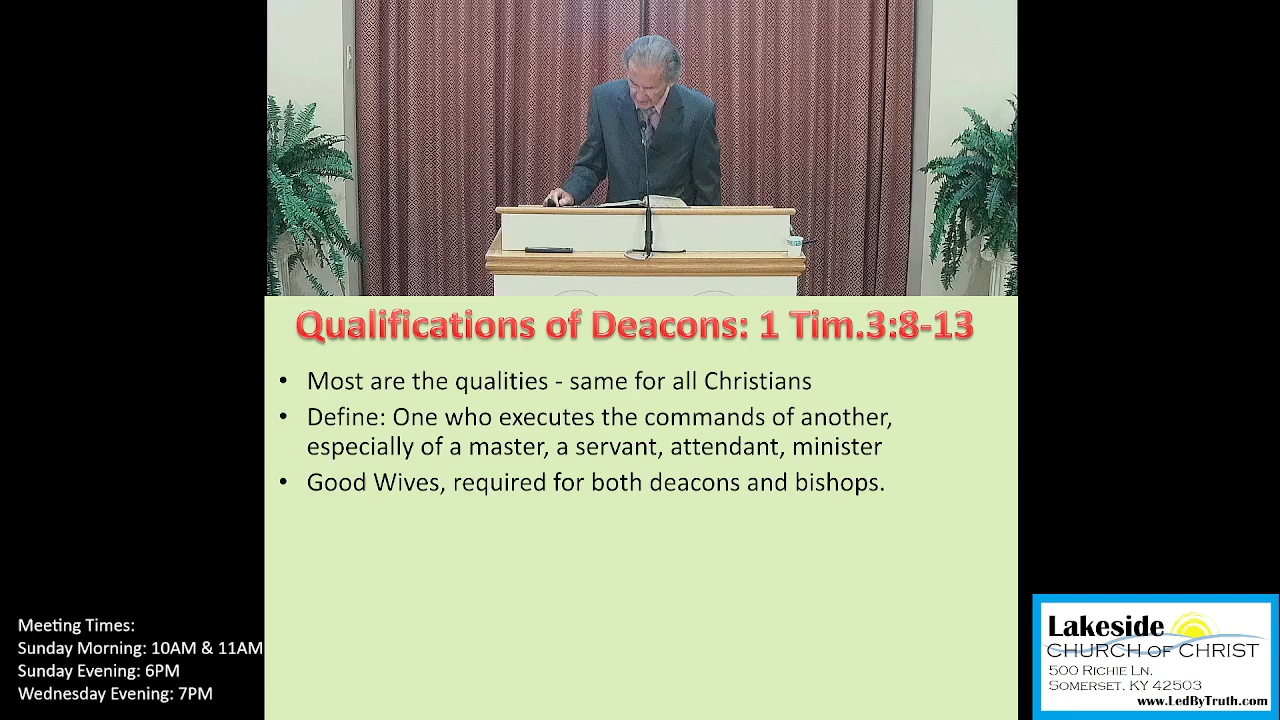 Qualifications of Deacons: 1 Tim.3:8-13
• Most are the qualities - same for all Christians
• Define: One who executes the commands of another,
especially of a master, a servant, attendant, minister
• Good Wives, required for both deacons and bishops.
Meeting Times:
Sunday Morning: 10AM & 11AM
Sunday Evening: 6PM
Wednesday Evening: 7PM
Lakeside
CHURCH OF CHRIST
500 RICHIE LN.
SOMERSET, KY 42503
www.LedByTruth.com